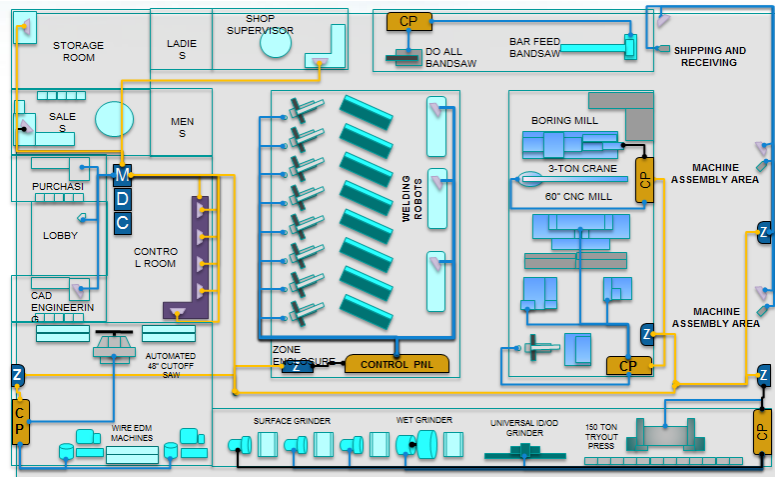 STORAGE
ROOM
LADIE
S
SHOP
SUPERVISOR
CP
DO ALL
BANDSAW
BAR FEED
BANDSAW
SHIPPING AND
RECEIVING
SALE
S
MEN
S
BORING MILL
3-TON CRANE
60" CNC MILL
CP
MACHINE
ASSEMBLY AREA
M
D
C
PURCHASI
LOBBY
CONTRO
L ROOM
WELDING
ROBOTS
Z
CAD
ENGINEERIN
G
MACHINE
ASSEMBLY AREA
Z
AUTOMATED
48" CUTOFF
SAW
ZONE
ENCLOSURE
Z
CONTROL PNL
CP
Z
Z
C
P
WIRE EDM
MACHINES
SURFACE GRINDER
WET GRINDER
UNIVERSAL ID/OD
GRINDER
150 TON
TRYOUT
PRESS
CP